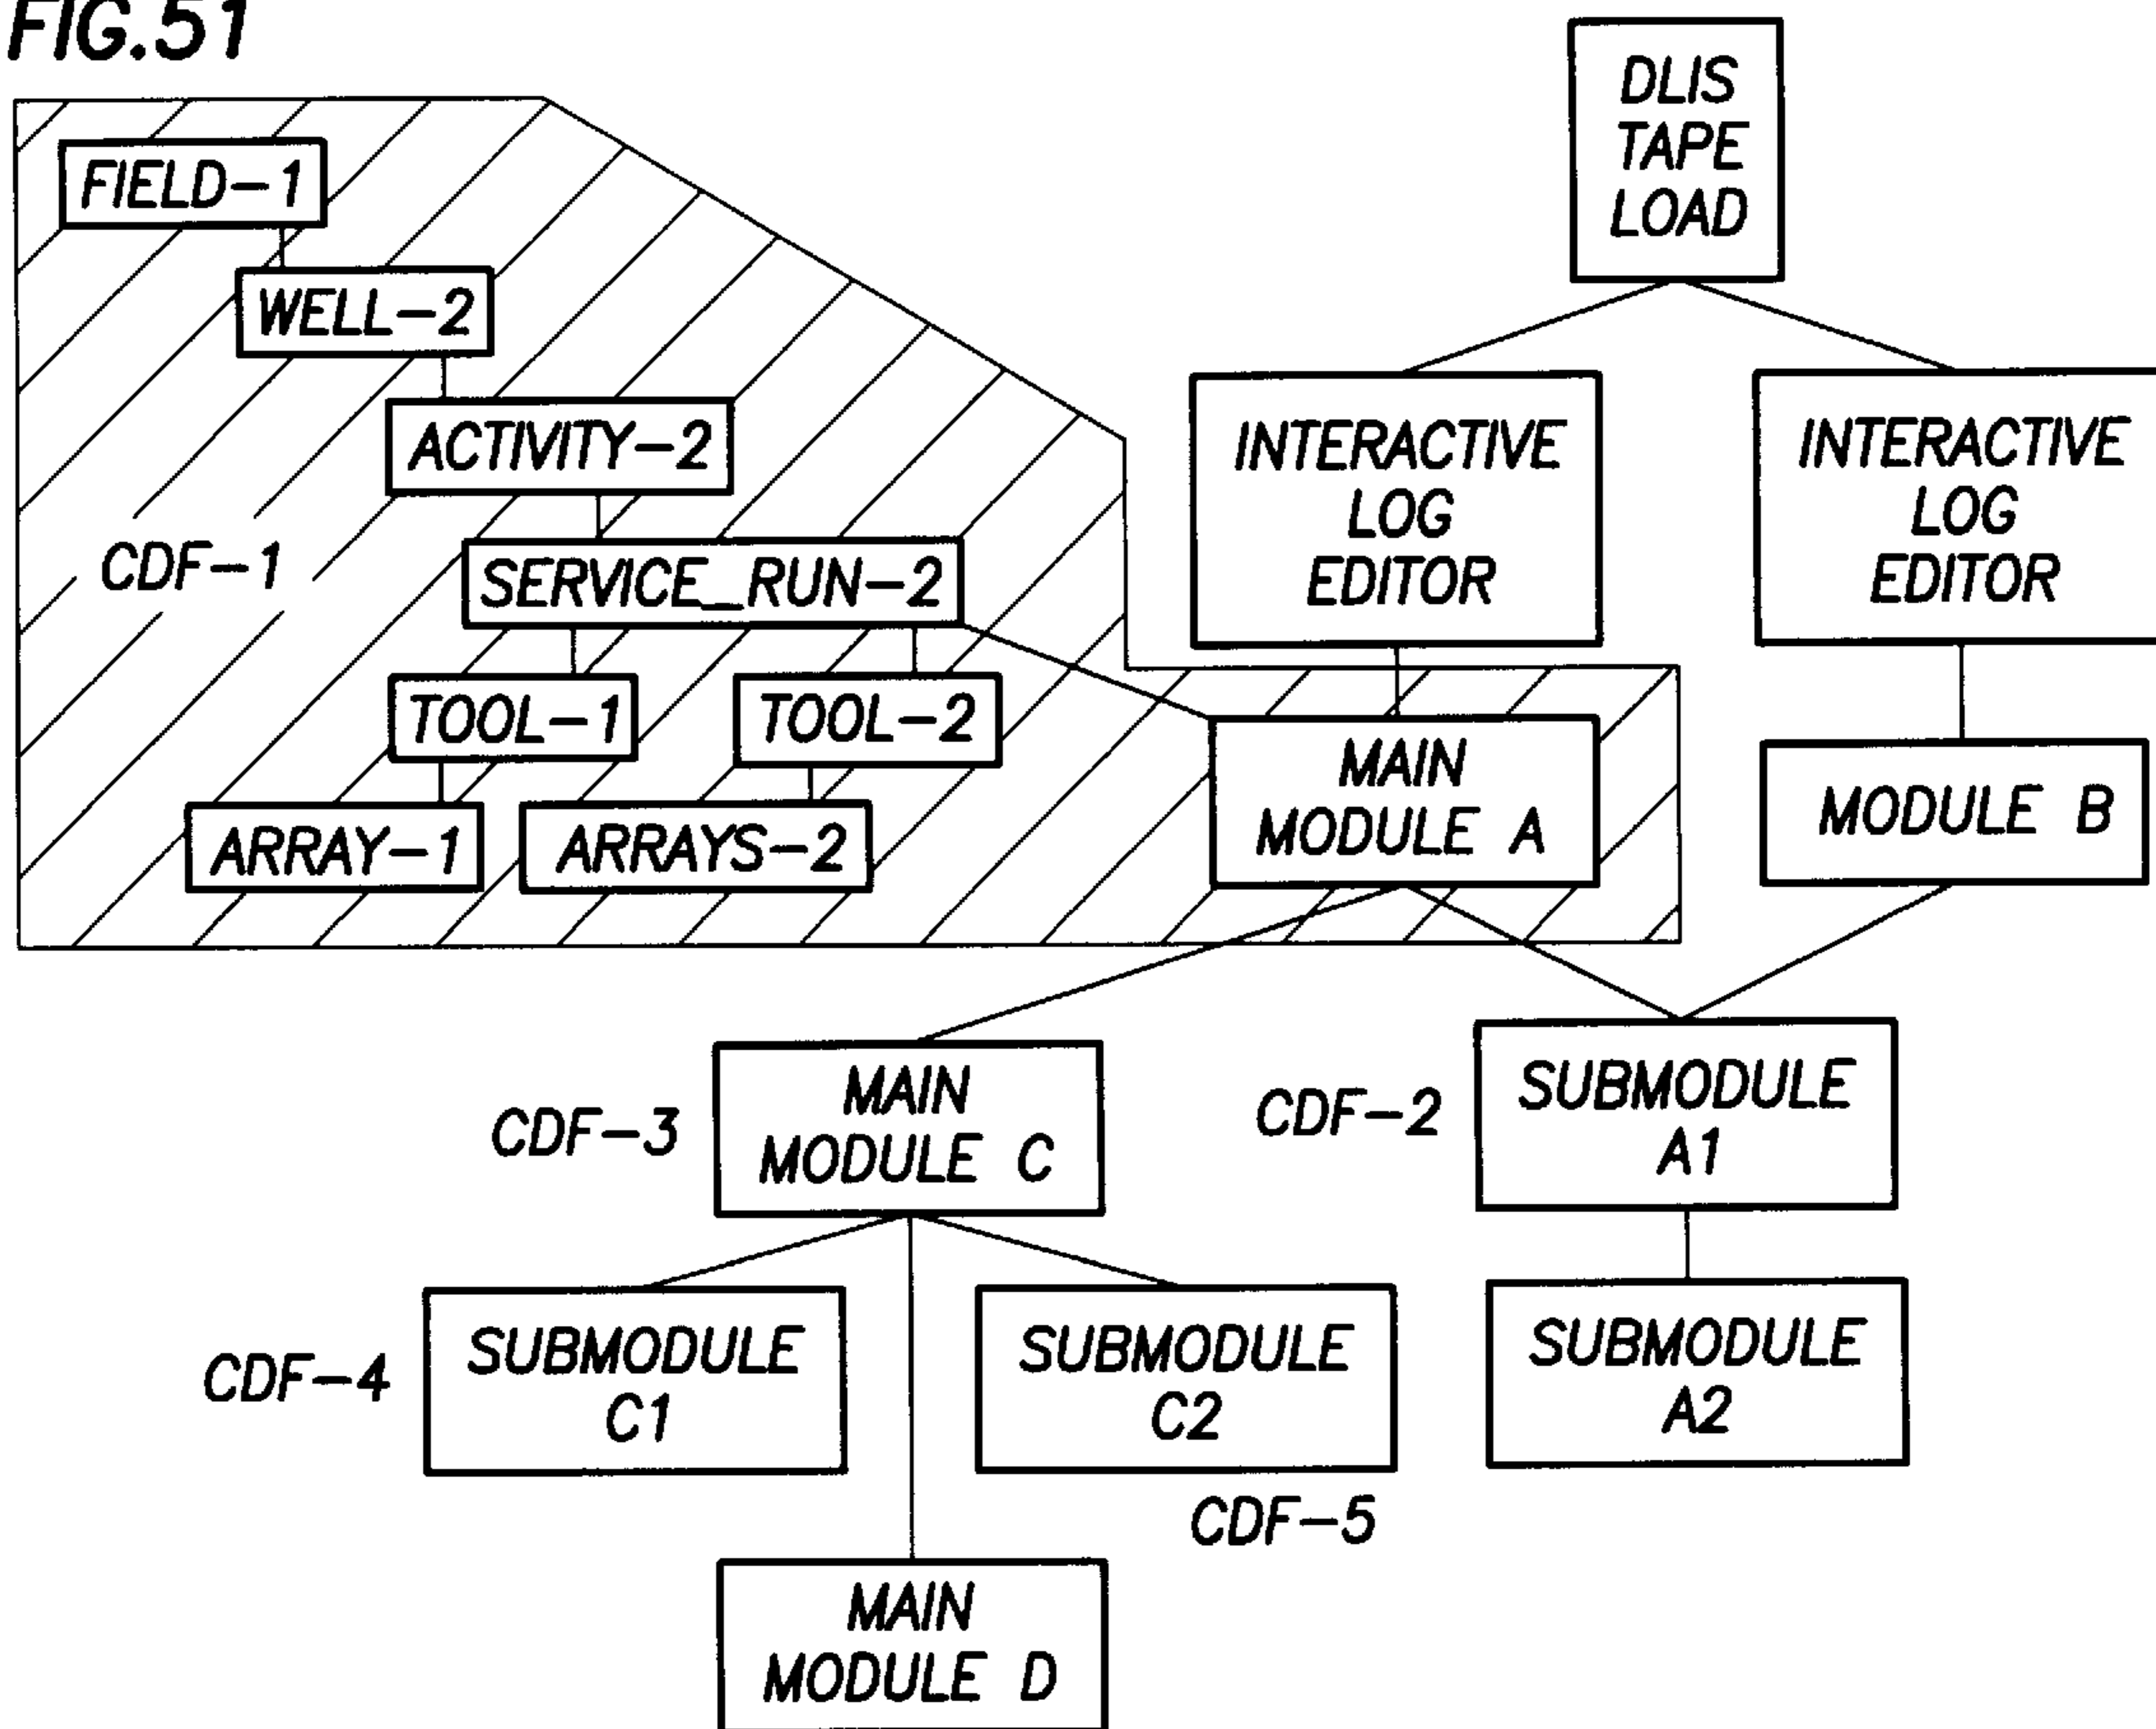 FIG.51
DLIS
TAPE
LOAD
FIELD-1
WELL-2
ACTIVITY-2
CDF-1
SERVICE_RUN-2
TOOL-1
TOOL-2
ARRAY-1
ARRAYS-2
INTERACTIVE
LOG
EDITOR
INTERACTIVE
LOG
EDITOR
MAIN
MODULE A
MODULE B
CDF-3
MAIN
MODULE C
CDF-2
SUBMODULE
A1
CDF-4
SUBMODULE
C1
SUBMODULE
C2
SUBMODULE
A2
CDF-5
MAIN
MODULE D